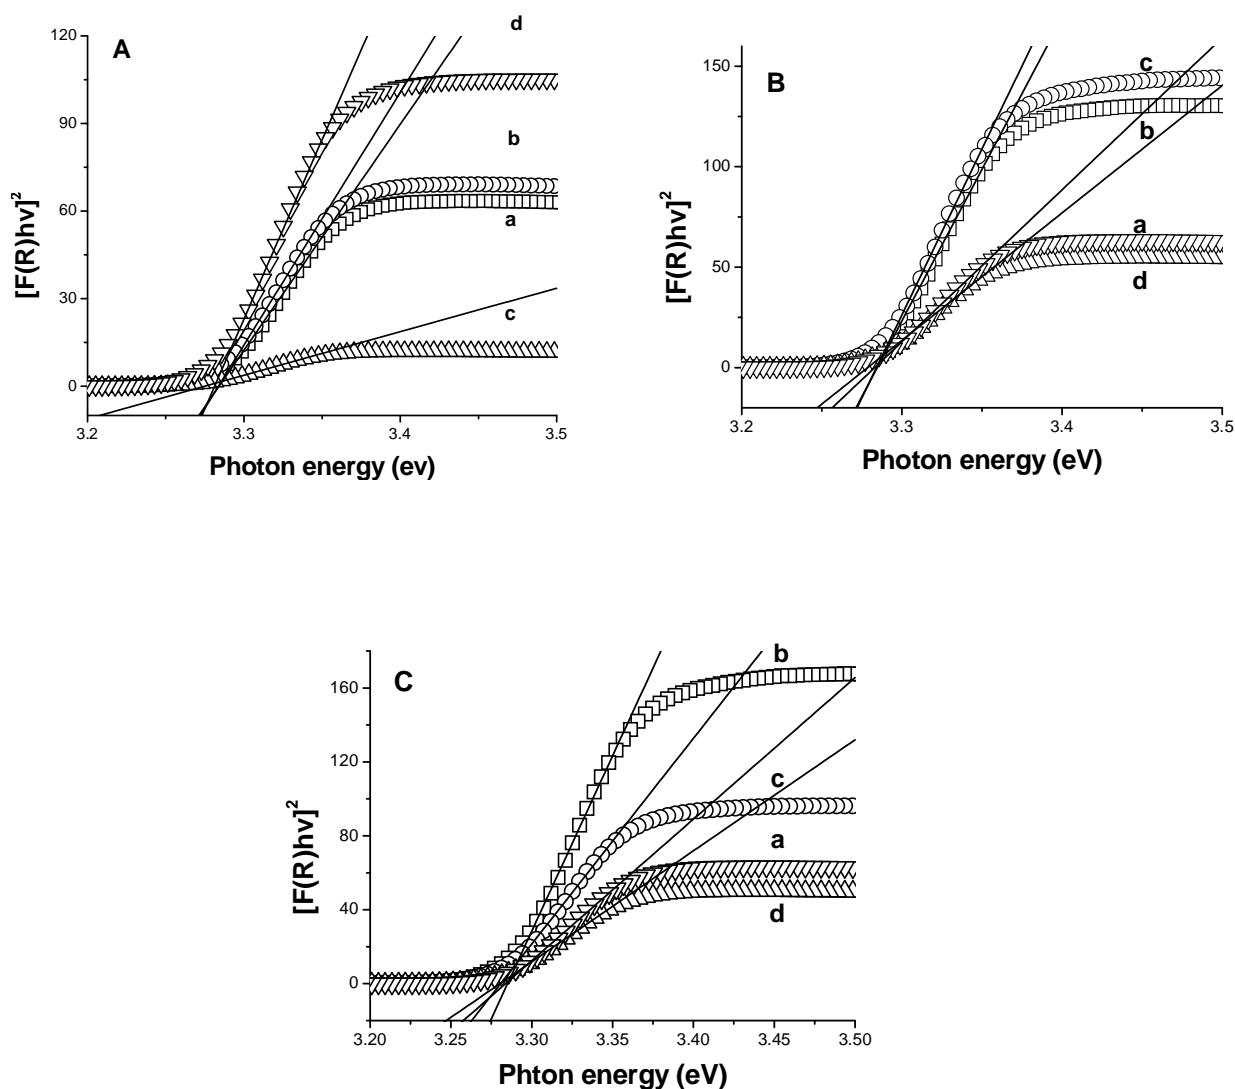 A
d
120
90
60
30
0
b
a
c
[F(R)hv]²
3.2
3.3
3.4
3.5
Photon energy (ev)
B
c
b
a
d
150
100
50
0
[F(R)hv]²
3.2
3.3
3.4
3.5
Photon energy (eV)
C
b
c
a
d
160
120
80
40
0
[F(R)hv]²
3.20
3.25
3.30
3.35
3.40
3.45
3.50
Phton energy (eV)